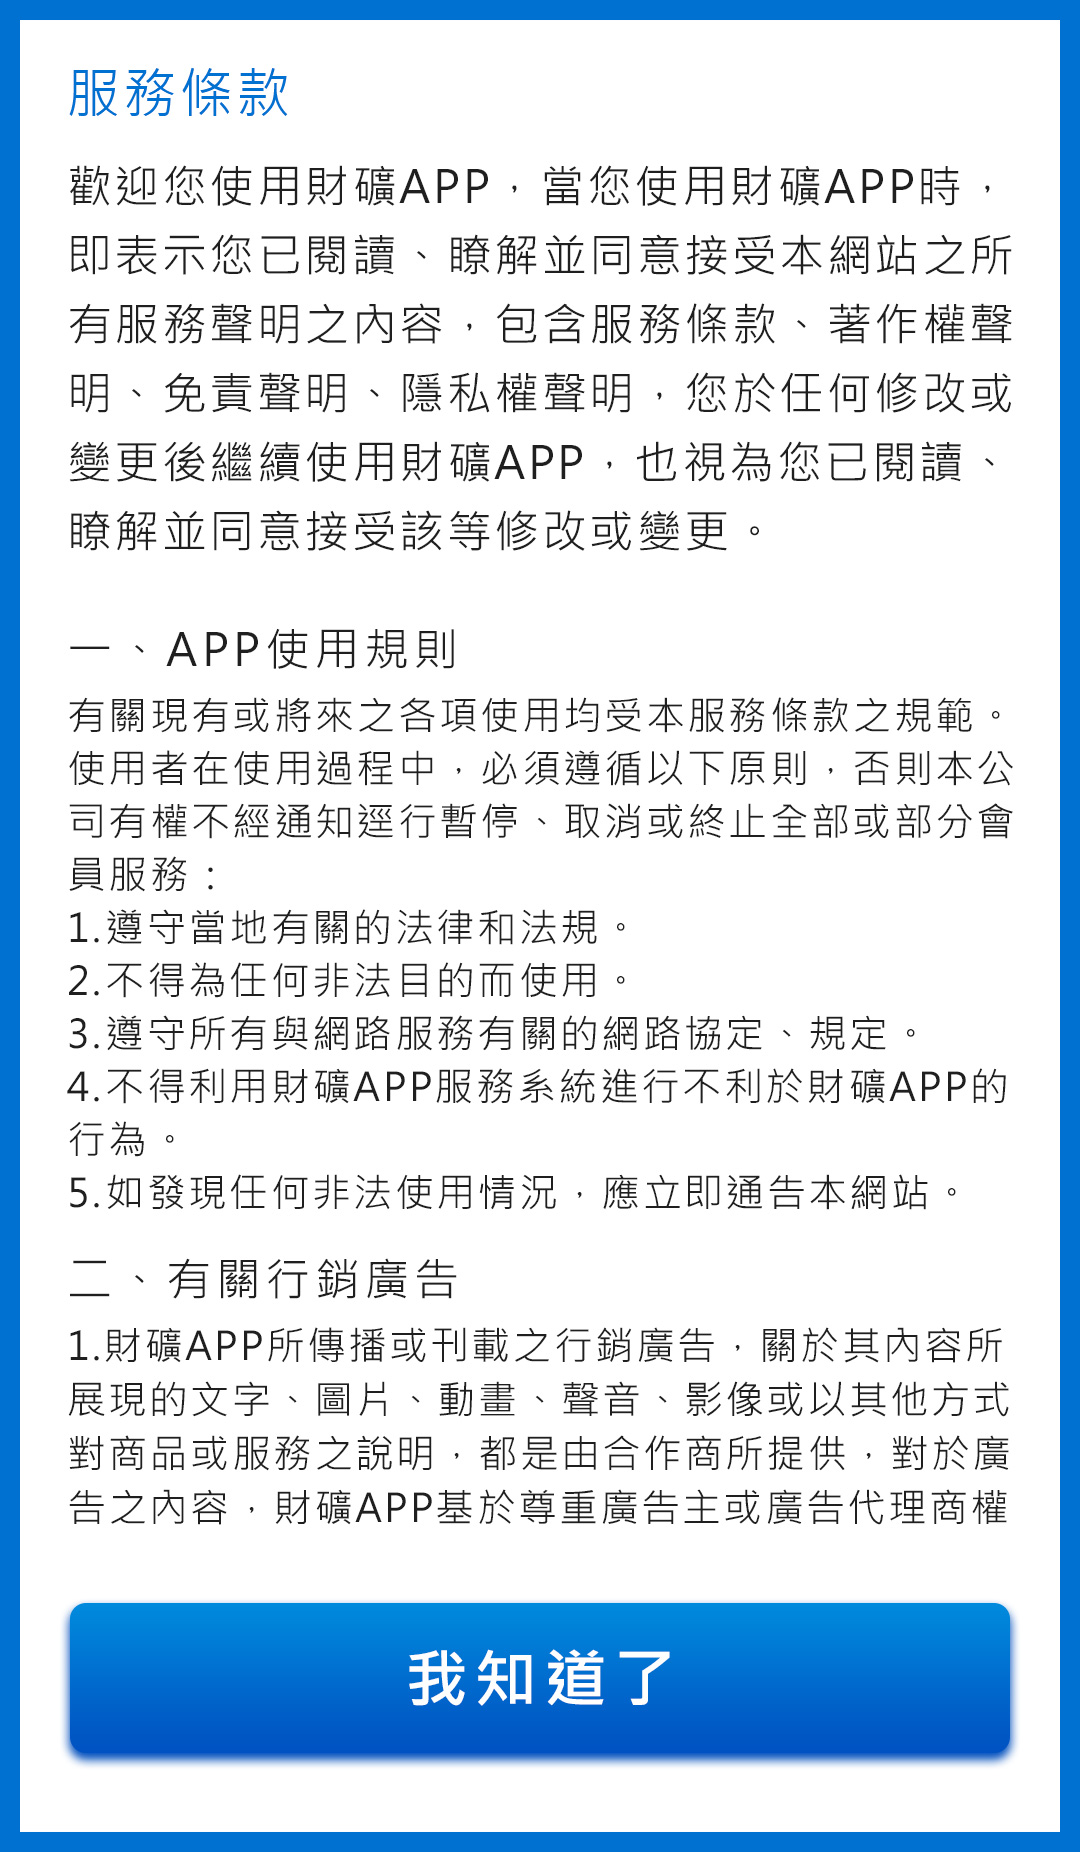 服務條款
歡迎您使用財礦APP，當您使用財礦APP時，
即表示您已閱讀、瞭解並同意接受本網站之所
有服務聲明之內容，包含服務條款、著作權聲
明、免責聲明、隱私權聲明，您於任何修改或
變更後繼續使用財礦APP，也視為您已閱讀、
瞭解並同意接受該等修改或變更。
一、APP使用規則
有關現有或將來之各項使用均受本服務條款之規範。
使用者在使用過程中，必須遵循以下原則，否則本公
司有權不經通知逕行暫停、取消或終止全部或部分會
員服務：
1.遵守當地有關的法律和法規。
2.不得為任何非法目的而使用。
3.遵守所有與網路服務有關的網路協定、規定。
4.不得利用財礦APP服務系統進行不利於財礦APP的
行為。
5.如發現任何非法使用情況，應立即通告本網站。
二、有關行銷廣告
1.財礦APP所傳播或刊載之行銷廣告，關於其內容所
展現的文字、圖片、動畫、聲音、影像或以其他方式
對商品或服務之說明，都是由合作商所提供，對於廣
告之內容，財礦APP基於尊重廣告主或廣告代理商權
我知道了